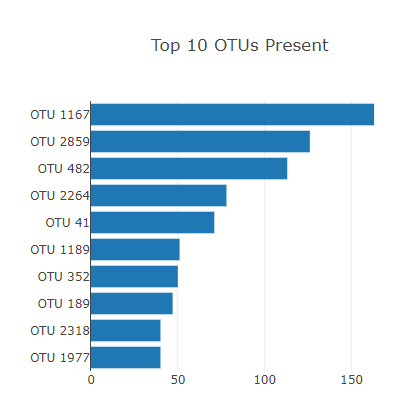 Top 10 OTUs Present
OTU 1167
OTU 2859
OTU 482
OTU 2264
OTU 41
OTU 1189
OTU 352
OTU 189
OTU 2318
OTU 1977
0 50 100 150